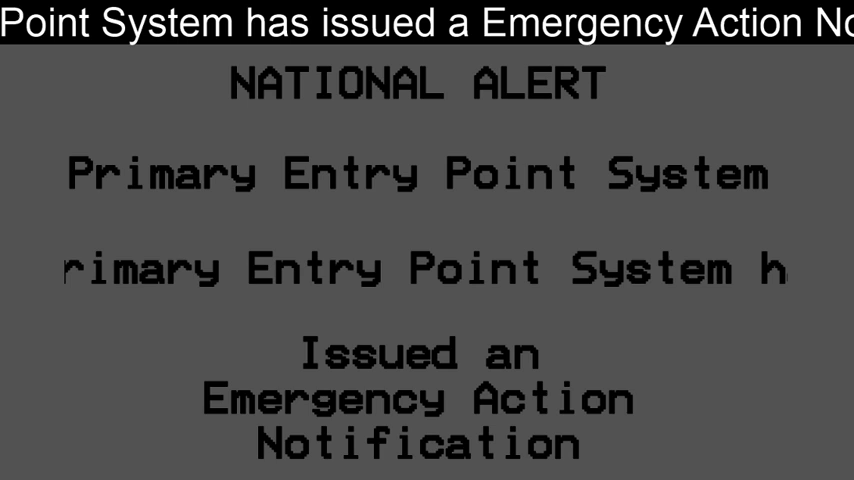 Point System has issued a Emergency Action No
NATIONAL ALERT
Primary Entry Point System
rimary Entry Point System h
Issued an
Emergency Action
Notification